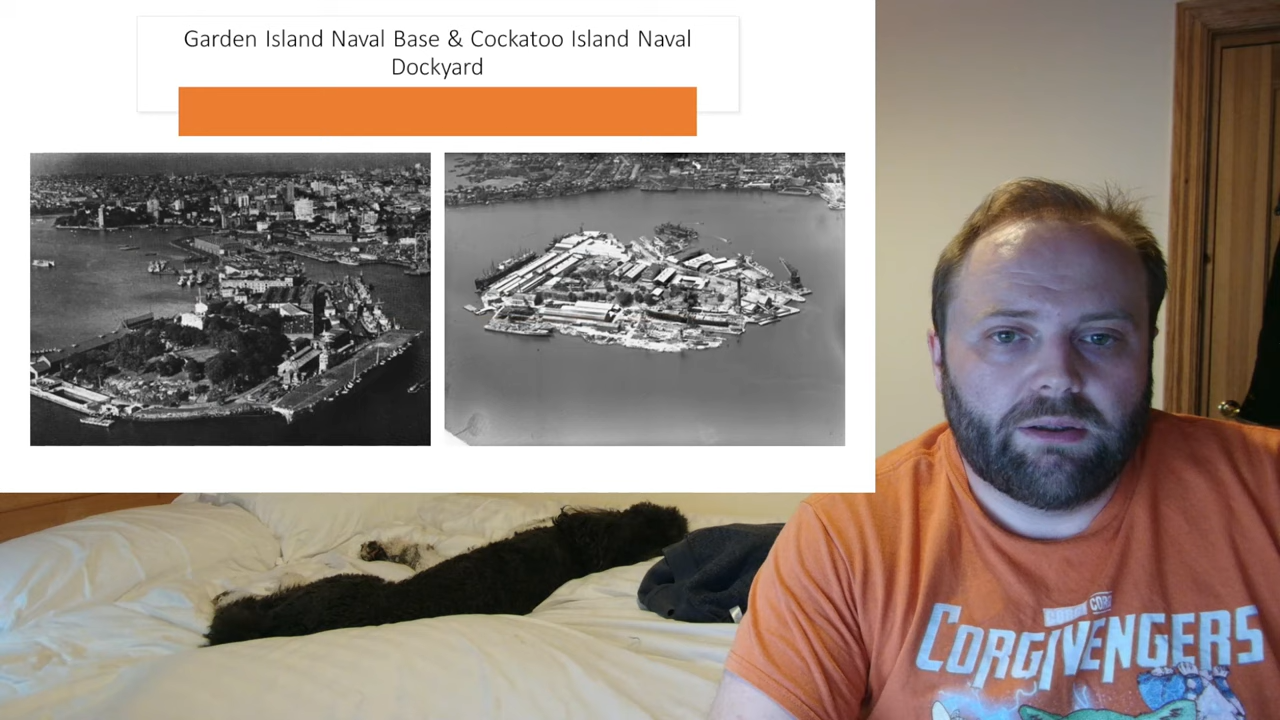 Garden Island Naval Base & Cockatoo Island Naval
Dockyard
CORGIVENGERS